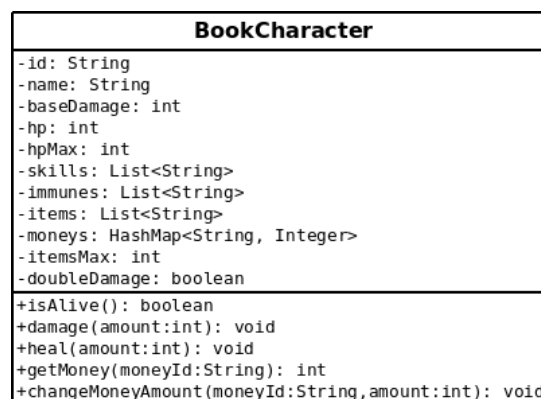 BookCharacter
-id: String
-name: String
-baseDamage: int
-hp: int
-hpMax: int
-skills: List<String>
-immunes: List<String>
-items: List<String>
-moneys: HashMap<String, Integer>
-itemsMax: int
-doubleDamage: boolean
+isAlive(): boolean
+damage(amount:int): void
+heal(amount:int): void
+getMoney(moneyId:String): int
+changeMoneyAmount(moneyId:String,amount:int): void